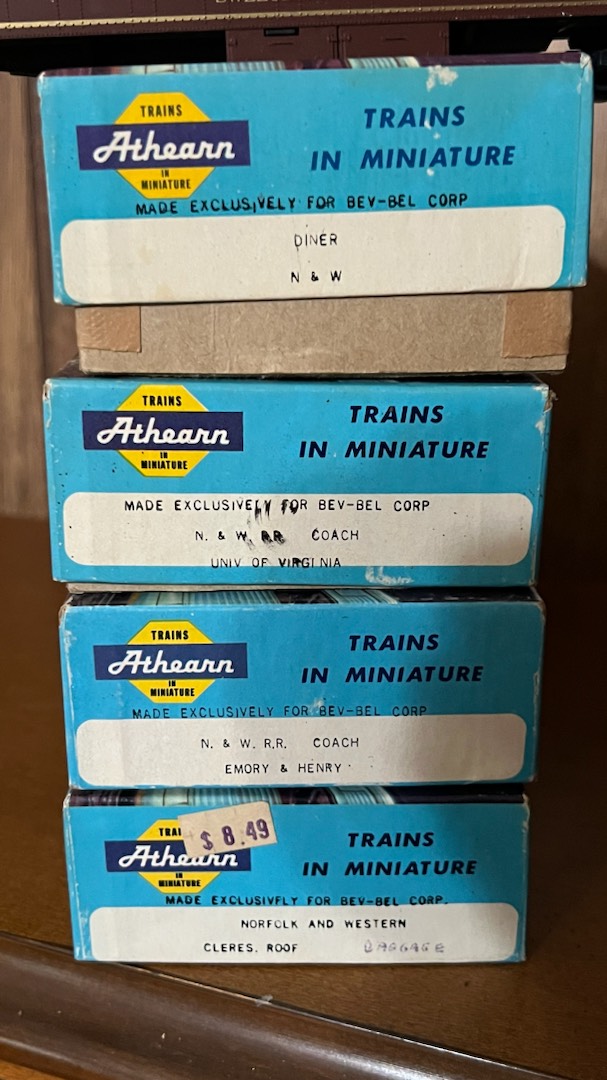 TRAINS
Athearn
IN
MINIATURE
TRAINS
IN MINIATURE
MADE EXCLUSIVELY FOR BEV-BEL CORP
DINER
N & W
TRAINS
Athearn
IN
MINIATURE
TRAINS
IN MINIATURE
MADE EXCLUSIVELY FOR BEV-BEL CORP
N. & W. R.R. COACH
UNIV OF VIRGINIA
TRAINS
Athearn
IN
MINIATURE
TRAINS
IN MINIATURE
MADE EXCLUSIVELY FOR BEV-BEL CORP
N. & W. R.R. COACH
EMORY & HENRY
TRAI
$ 8.49
Athearn
IN
MINIATURE
TRAINS
IN MINIATURE
MADE EXCLUSIVELY FOR BEV-BEL CORP.
NORFOLK AND WESTERN
CLERES. ROOF BAGGAGE